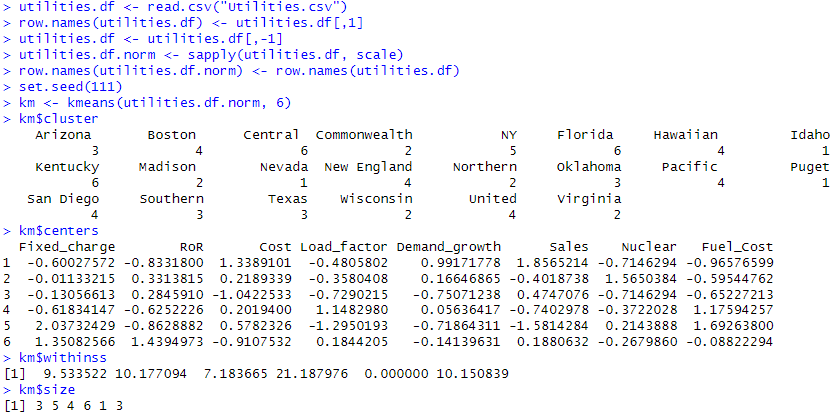 > utilities.df <- read.csv("Utilities.csv")
> row.names(utilities.df) <- utilities.df[,1]
> utilities.df <- utilities.df[,-1]
> utilities.df.norm <- sapply(utilities.df, scale)
> row.names(utilities.df.norm) <- row.names(utilities.df)
> set.seed(111)
> km <- kmeans(utilities.df.norm, 6)
> km$cluster
Arizona Boston Central Commonwealth NY Florida Hawaiian Idaho
3 4 6 2 5 6 4 1
Kentucky Madison Nevada New England Northern Oklahoma Pacific Puget
6 2 1 4 2 3 4 1
San Diego Southern Texas Wisconsin United Virginia
4 3 3 2 4 2
> km$centers
Fixed_charge RoR Cost Load_factor Demand_growth Sales Nuclear Fuel_Cost
1 -0.60027572 -0.8331800 1.3389101 -0.4805802 0.99171778 1.8565214 -0.7146294 -0.96576599
2 -0.01133215 0.3313815 0.2189339 -0.3580408 0.16646865 -0.4018738 1.5650384 -0.59544762
3 -0.13056613 0.2845910 -1.0422533 -0.7290215 -0.75071238 0.4747076 -0.7146294 -0.65227213
4 -0.61834147 -0.6252226 0.2019400 1.1482980 0.05636417 -0.7402978 -0.3722028 1.17594257
5 2.03732429 -0.8628882 0.5782326 -1.2950193 -0.71864311 -1.5814284 0.2143888 1.69263800
6 1.35082566 1.4394973 -0.9107532 0.1844205 -0.14139631 0.1880632 -0.2679860 -0.08822294
> km$withinss
[1] 9.533522 10.177094 7.183665 21.187976 0.000000 10.150839
> km$size
[1] 3 5 4 6 1 3